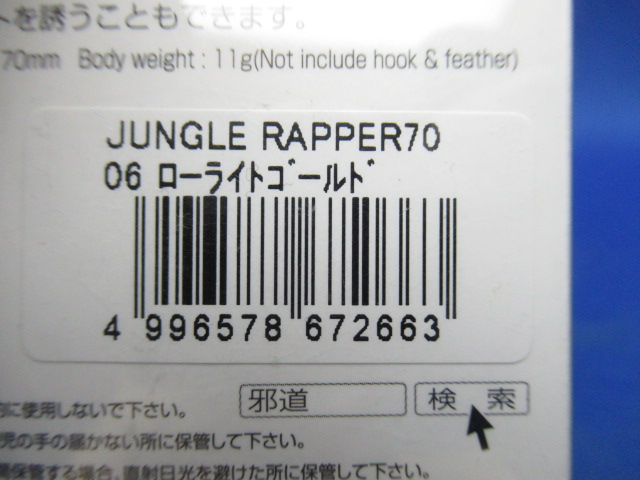 トを誘うこともできます。
70mm Body weight : 11g(Not include hook & feather)
JUNGLE RAPPER70
06 ﾛｰﾗｲﾄｺﾞｰﾙﾄﾞ
4 996578 672663
邪道 検 索
に使用しないで下さい。
児の手の届かない所に保管して下さい。
保管する場合、直射日光を避けた所に保管して下さい。